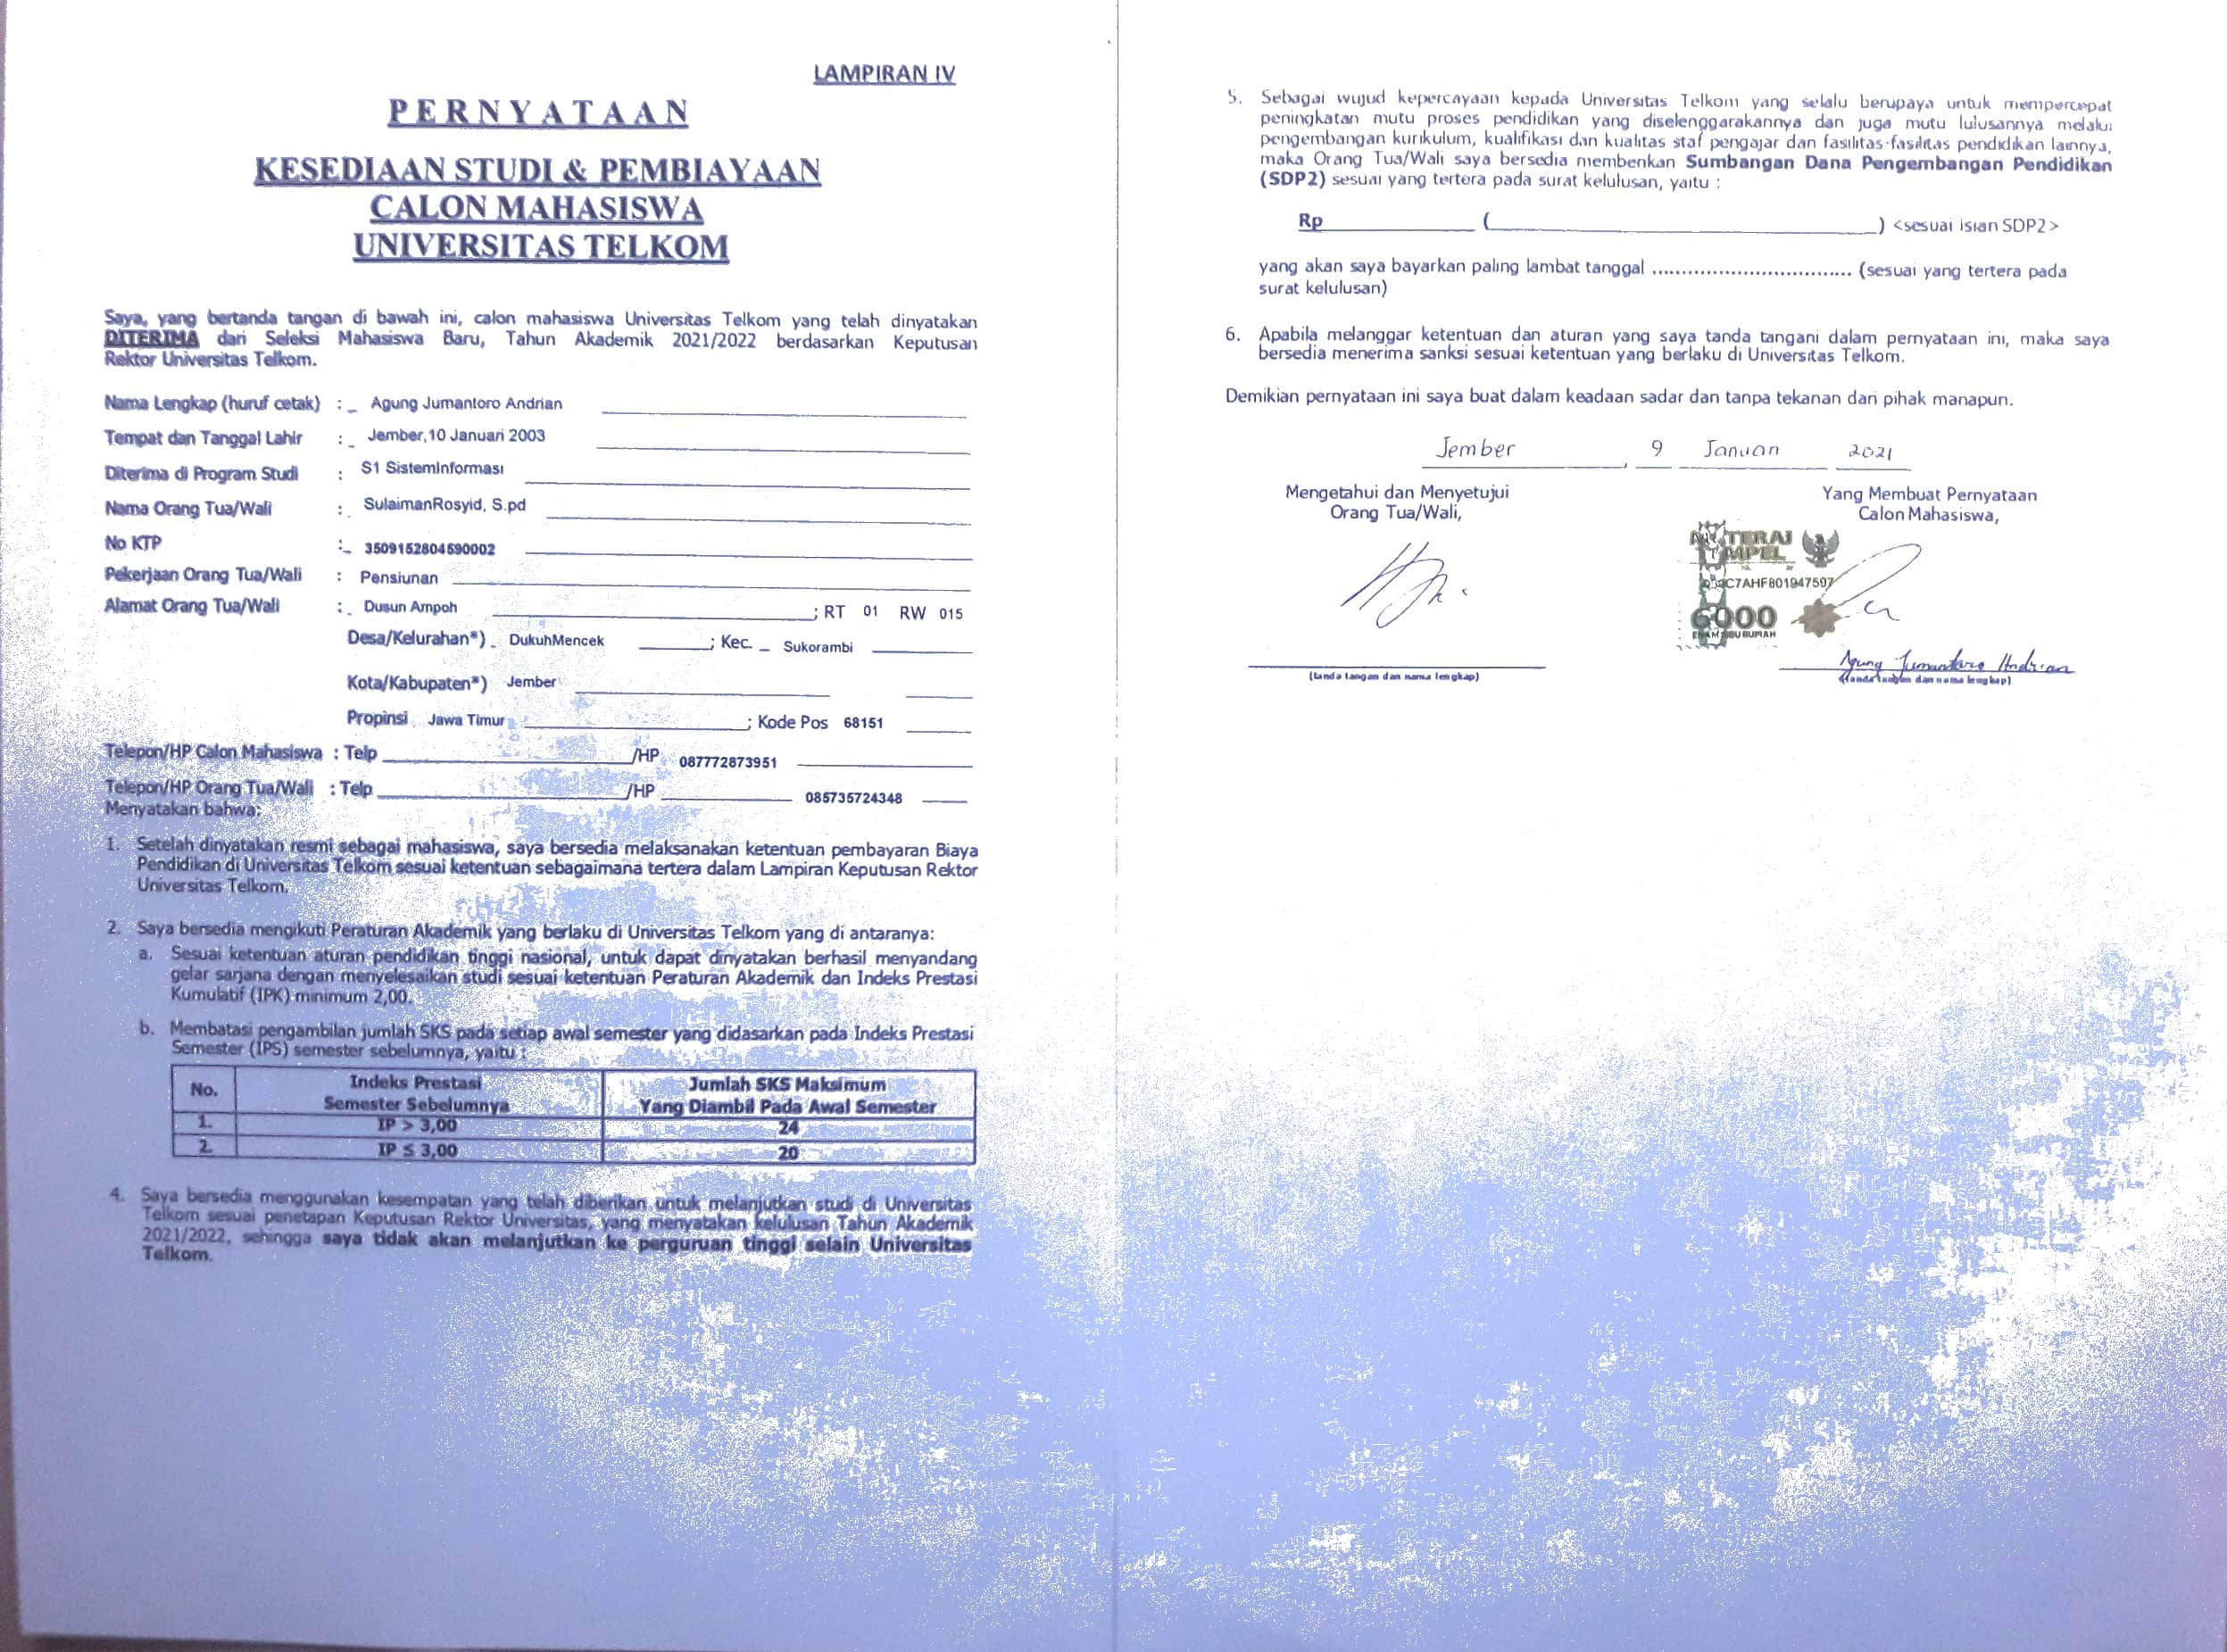 LAMPIRAN IV
PERNYATAAN
KESEDIAAN STUDI & PEMBIAYAAN
CALON MAHASISWA
UNIVERSITAS TELKOM
Saya, yang bertanda tangan di bawah ini, calon mahasiswa Universitas Telkom yang telah dinyatakan
DITERIMA dari Seleksi Mahasiswa Baru, Tahun Akademik 2021/2022 berdasarkan Keputusan
Rektor Universitas Telkom.
Nama Lengkap (huruf cetak) : _ Agung Jumantoro Andrian
Tempat dan Tanggal Lahir : _ Jember,10 Januari 2003
Diterima di Program Studi : S1 SistemInformasi
Nama Orang Tua/Wali : SulaimanRosyid, S.pd
No KTP : _ 3509152804590002
Pekerjaan Orang Tua/Wali : Pensiunan
Alamat Orang Tua/Wali : Dusun Ampoh ; RT 01 RW 015
Desa/Kelurahan*) DukuhMencek ; Kec. _ Sukorambi
Kota/Kabupaten*) Jember
Propinsi Jawa Timur ; Kode Pos 68151
Telepon/HP Calon Mahasiswa : Telp /HP 087772873951
Telepon/HP Orang Tua/Wali : Telp /HP 085735724348
Menyatakan bahwa;
1. Setelah dinyatakan resmi sebagai mahasiswa, saya bersedia melaksanakan ketentuan pembayaran Biaya
Pendidikan di Universitas Telkom sesuai ketentuan sebagaimana tertera dalam Lampiran Keputusan Rektor
Universitas Telkom.
2. Saya bersedia mengikuti Peraturan Akademik yang berlaku di Universitas Telkom yang di antaranya:
a. Sesuai ketentuan aturan pendidikan tinggi nasional, untuk dapat dinyatakan berhasil menyandang
gelar sarjana dengan menyelesaikan studi sesuai ketentuan Peraturan Akademik dan Indeks Prestasi
Kumulatif (IPK) minimum 2,00.
b. Membatasi pengambilan jumlah SKS pada setiap awal semester yang didasarkan pada Indeks Prestasi
Semester (IPS) semester sebelumnya, yaitu :
No. Indeks Prestasi Semester Sebelumnya Jumlah SKS Maksimum Yang Diambil Pada Awal Semester
1. IP > 3,00 24
2. IP ≤ 3,00 20
4. Saya bersedia menggunakan kesempatan yang telah diberikan untuk melanjutkan studi di Universitas
Telkom sesuai penetapan Keputusan Rektor Universitas, yang menyatakan kelulusan Tahun Akademik
2021/2022, sehingga saya tidak akan melanjutkan ke perguruan tinggi selain Universitas
Telkom.
5. Sebagai wujud kepercayaan kepada Universitas Telkom yang selalu berupaya untuk mempercepat
peningkatan mutu proses pendidikan yang diselenggarakannya dan juga mutu lulusannya melalui
pengembangan kurikulum, kualifikasi dan kualitas staf pengajar dan fasilitas-fasilitas pendidikan lainnya,
maka Orang Tua/Wali saya bersedia memberikan Sumbangan Dana Pengembangan Pendidikan
(SDP2) sesuai yang tertera pada surat kelulusan, yaitu :
Rp ( ) <sesuai isian SDP2>
yang akan saya bayarkan paling lambat tanggal .................................. (sesuai yang tertera pada
surat kelulusan)
6. Apabila melanggar ketentuan dan aturan yang saya tanda tangani dalam pernyataan ini, maka saya
bersedia menerima sanksi sesuai ketentuan yang berlaku di Universitas Telkom.
Demikian pernyataan ini saya buat dalam keadaan sadar dan tanpa tekanan dari pihak manapun.
Jember , 9 Januari 2021
Mengetahui dan Menyetujui Yang Membuat Pernyataan
Orang Tua/Wali, Calon Mahasiswa,
TEMPEL
C7AHF801947597
6000
ENAM RIBU RUPIAH
Agung Jumantoro Andrian
(tanda tangan dan nama lengkap) (tanda tangan dan nama lengkap)